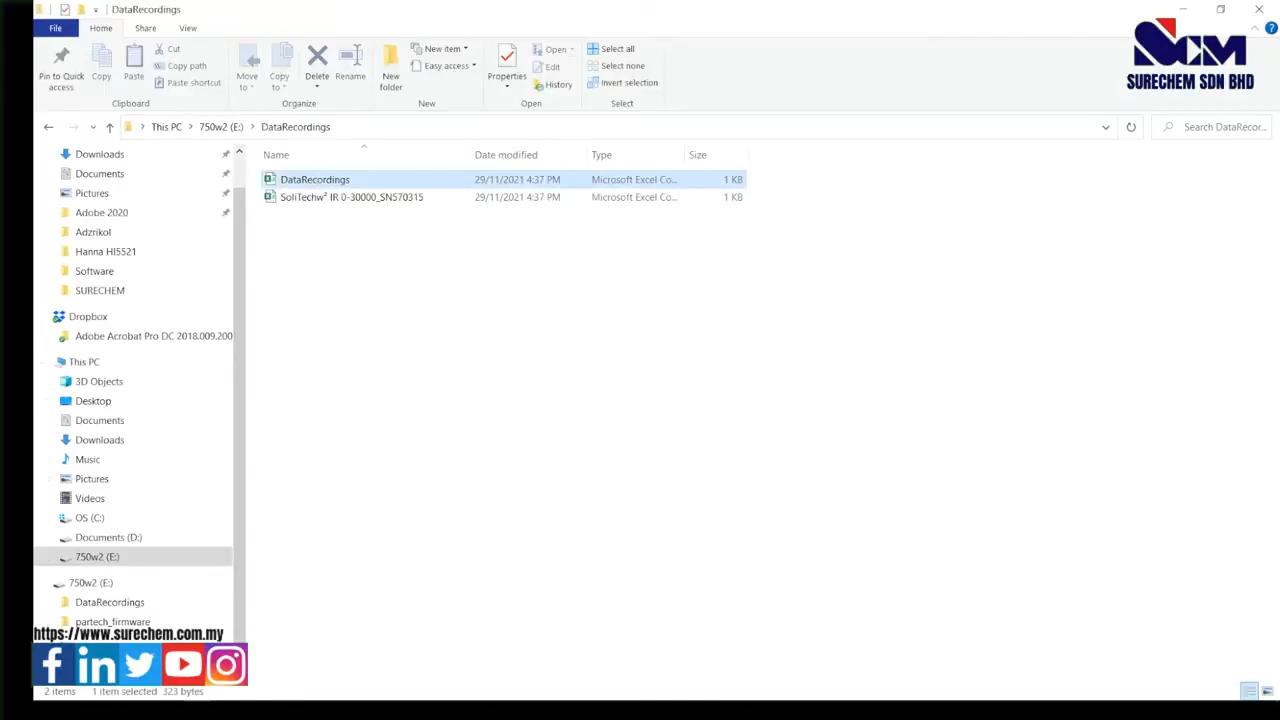 DataRecordings
File Home Share View
Pin to Quick access
Copy
Paste
Cut
Copy path
Paste shortcut
Clipboard
Move to
Copy to
Delete
Rename
Organize
New folder
New item
Easy access
New
Properties
Open
Edit
History
Open
Select all
Select none
Invert selection
Select
SCM
SURECHEM SDN BHD
This PC > 750w2 (E:) > DataRecordings
Search DataRecor...
Name Date modified Type Size
DataRecordings 29/11/2021 4:37 PM Microsoft Excel Co... 1 KB
SoliTechw² IR 0-30000_SN570315 29/11/2021 4:37 PM Microsoft Excel Co... 1 KB
Downloads
Documents
Pictures
Adobe 2020
Adzrikol
Hanna HI5521
Software
SURECHEM
Dropbox
Adobe Acrobat Pro DC 2018.009.200
This PC
3D Objects
Desktop
Documents
Downloads
Music
Pictures
Videos
OS (C:)
Documents (D:)
750w2 (E:)
750w2 (E:)
DataRecordings
partech_firmware
https://www.surechem.com.my
2 items 1 item selected 323 bytes